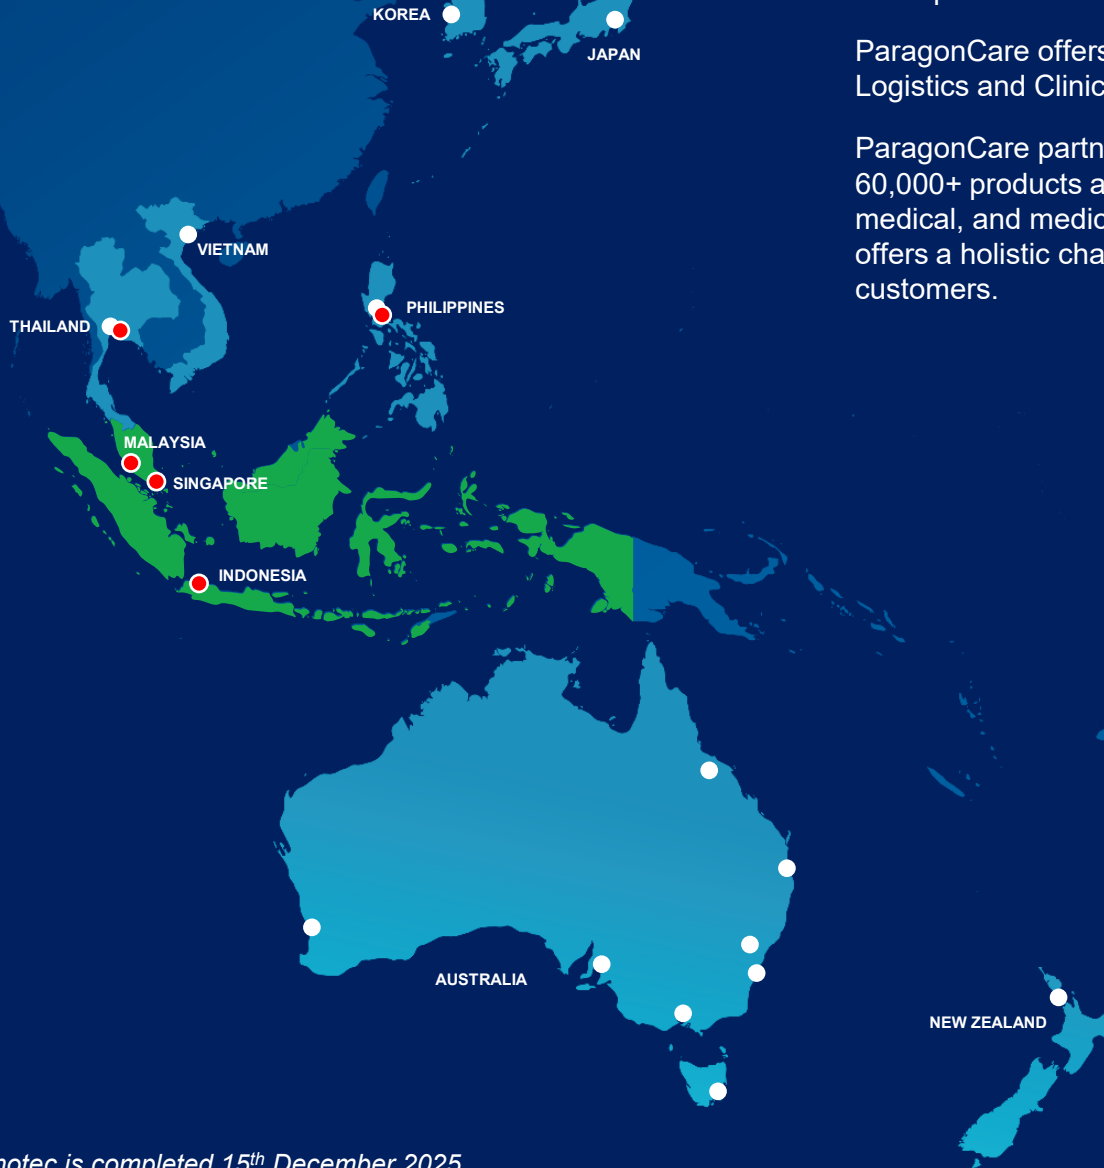 KOREA
JAPAN
ParagonCare offers
Logistics and Clinic
ParagonCare partn
60,000+ products a
medical, and medic
offers a holistic cha
customers.
VIETNAM
THAILAND
PHILIPPINES
MALAYSIA
SINGAPORE
INDONESIA
AUSTRALIA
NEW ZEALAND
notec is completed 15th December 2025